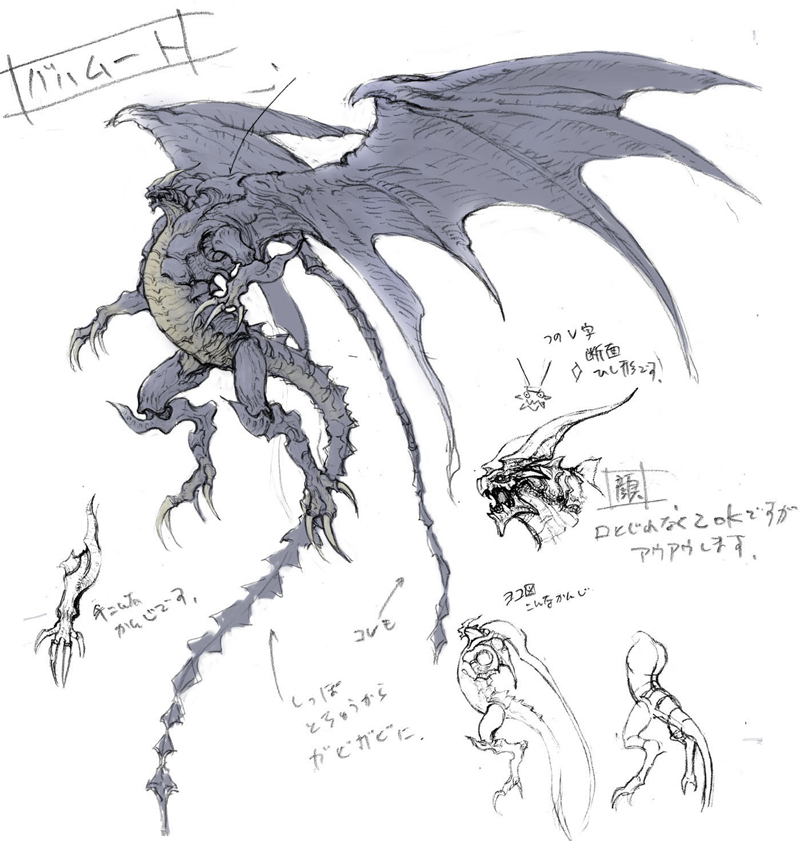 バハムート
つのV字
断面
ひし形です。
顔
口とじれなくてOKですが
アウアウします。
ヨコ図
こんなかんじ
手こんな
かんじです。
コレも
しっぽ
とちゅうから
ガビガビに。